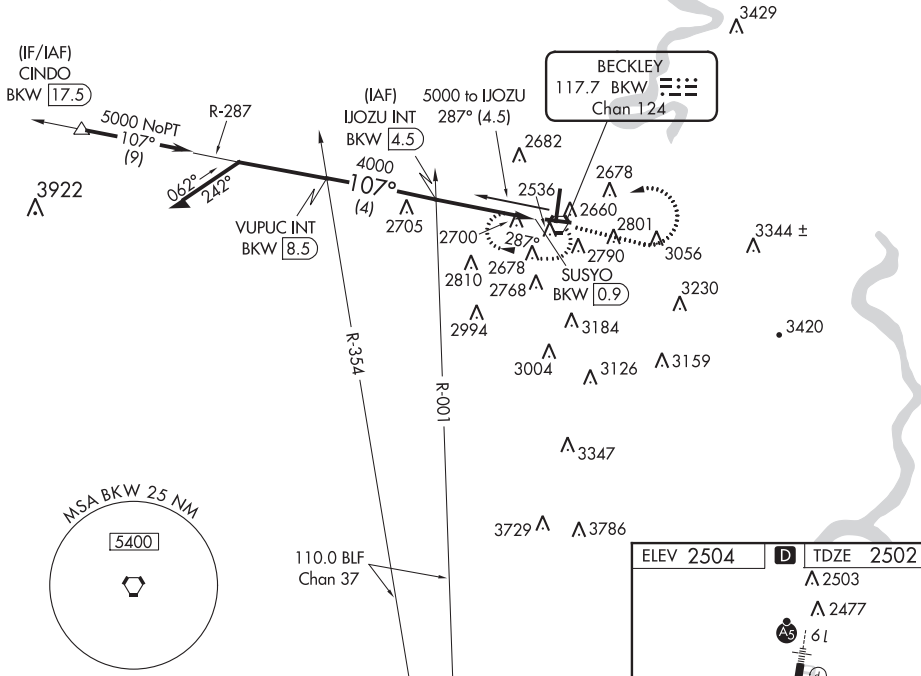 3429
(IF/IAF)
CINDO
BKW 17.5
5000 NoPT
107°
(9)
R-287
(IAF)
IJOZU INT
BKW 4.5
5000 to IJOZU
287° (4.5)
BECKLEY
117.7 BKW
Chan 124
2682
2678
3922
062°
242°
4000
107°
(4)
2536
2660
VUPUC INT
BKW 8.5
2705
2700
287°
2801
2790
3056
3344 ±
2810
2678
2768
SUSYO
BKW 0.9
3230
2994
3184
3420
R-354
3004
3126
3159
R-001
3347
MSA BKW 25 NM
5400
3729
3786
110.0 BLF
Chan 37
ELEV 2504
D
TDZE 2502
2503
2477
A5
61